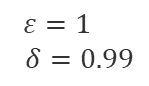 ε = 1
δ = 0.99